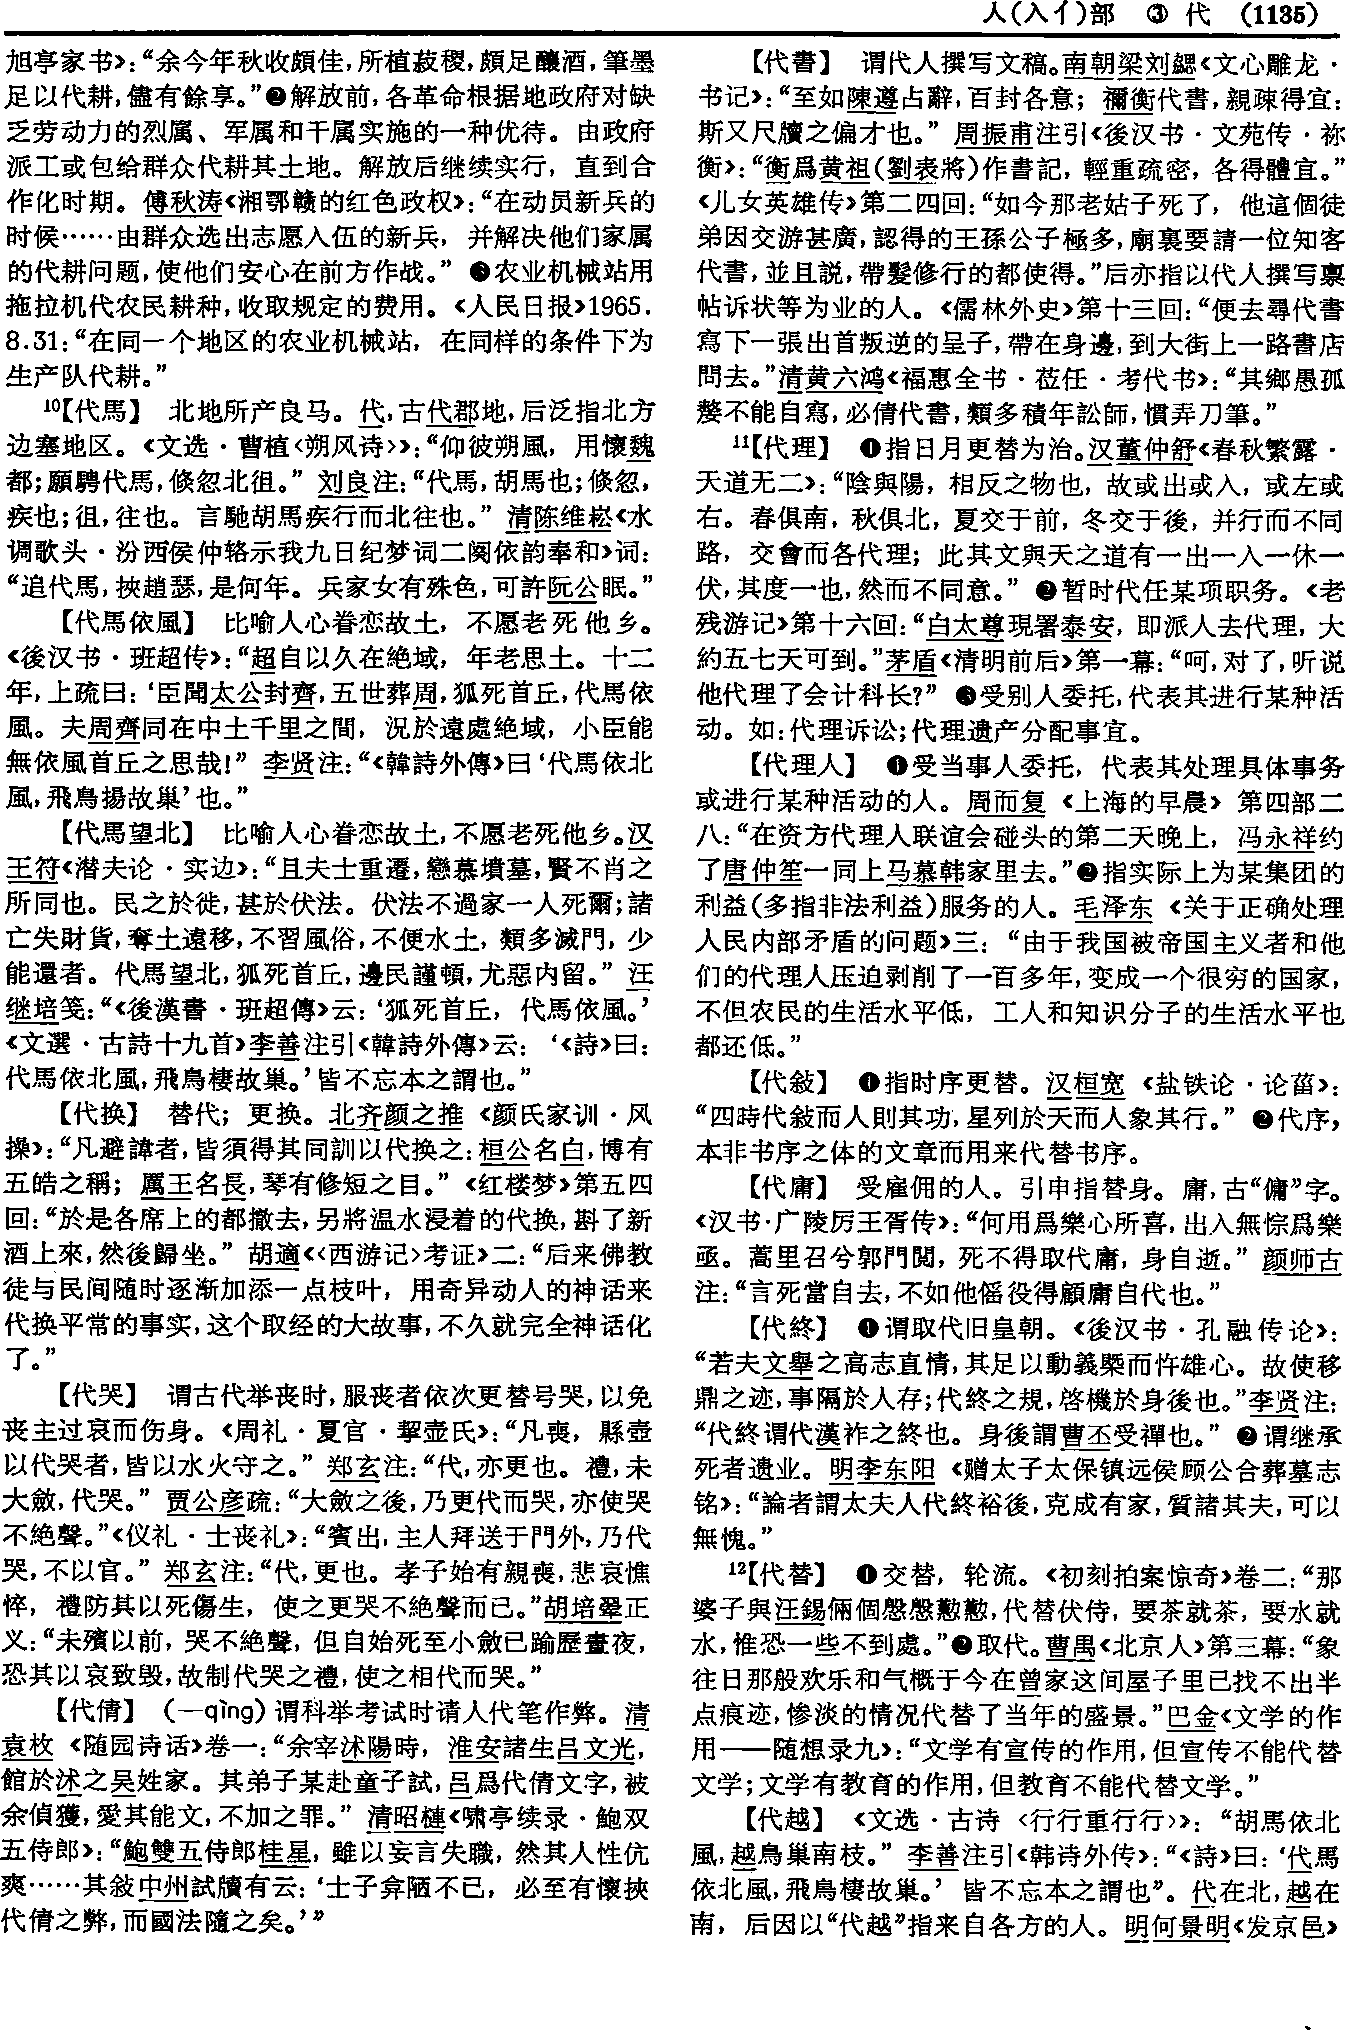 人(入亻)部　③　代　(1135)
旭亭家书》：“余今年秋收頗佳，所植菽稷，頗足釀酒，筆墨
足以代耕，儘有餘享。”❷解放前，各革命根据地政府对缺
乏劳动力的烈属、军属和干属实施的一种优待。由政府
派工或包给群众代耕其土地。解放后继续实行，直到合
作化时期。傅秋涛《湘鄂赣的红色政权》：“在动员新兵的
时候……由群众选出志愿入伍的新兵，并解决他们家属
的代耕问题，使他们安心在前方作战。”❸农业机械站用
拖拉机代农民耕种，收取规定的费用。《人民日报》1965.
8.31：“在同一个地区的农业机械站，在同样的条件下为
生产队代耕。”
¹⁰【代馬】　北地所产良马。代，古代郡地，后泛指北方
边塞地区。《文选·曹植〈朔风诗〉》：“仰彼朔風，用懷魏
都；願騁代馬，倏忽北徂。”刘良注：“代馬，胡馬也；倏忽，
疾也；徂，往也。言馳胡馬疾行而北往也。”清陈维崧《水
调歌头·汾西侯仲辂示我九日纪梦词二阕依韵奉和》词：
“追代馬，挾趙瑟，是何年。兵家女有殊色，可許阮公眠。”
【代馬依風】　比喻人心眷恋故土，不愿老死他乡。
《後汉书·班超传》：“超自以久在絶域，年老思土。十二
年，上疏曰：‘臣聞太公封齊，五世葬周，狐死首丘，代馬依
風。夫周齊同在中土千里之間，況於遠處絶域，小臣能
無依風首丘之思哉！”李贤注：“《韓詩外傳》曰‘代馬依北
風，飛鳥揚故巢’也。”
【代馬望北】　比喻人心眷恋故土，不愿老死他乡。汉
王符《潜夫论·实边》：“且夫士重遷，戀慕墳墓，賢不肖之
所同也。民之於徙，甚於伏法。伏法不過家一人死爾；諸
亡失財貨，奪土遠移，不習風俗，不便水土，類多滅門，少
能還者。代馬望北，狐死首丘，邊民謹頓，尤惡内留。”汪
继培笺：“《後漢書·班超傳》云：‘狐死首丘，代馬依風。’
《文選·古詩十九首》李善注引《韓詩外傳》云：‘《詩》曰：
代馬依北風，飛鳥棲故巢。’皆不忘本之謂也。”
【代换】　替代；更换。北齐颜之推《颜氏家训·风
操》：“凡避諱者，皆須得其同訓以代换之：桓公名白，博有
五皓之稱；厲王名長，琴有修短之目。”《红楼梦》第五四
回：“於是各席上的都撤去，另將温水浸着的代换，斟了新
酒上來，然後歸坐。”胡適《〈西游记〉考证》二：“后来佛教
徒与民间随时逐渐加添一点枝叶，用奇异动人的神话来
代换平常的事实，这个取经的大故事，不久就完全神话化
了。”
【代哭】　谓古代举丧时，服丧者依次更替号哭，以免
丧主过哀而伤身。《周礼·夏官·挈壶氏》：“凡喪，縣壺
以代哭者，皆以水火守之。”郑玄注：“代，亦更也。禮，未
大斂，代哭。”贾公彦疏：“大斂之後，乃更代而哭，亦使哭
不絶聲。”《仪礼·士丧礼》：“賓出，主人拜送于門外，乃代
哭，不以官。”郑玄注：“代，更也。孝子始有親喪，悲哀憔
悴，禮防其以死傷生，使之更哭不絶聲而已。”胡培翚正
义：“未殯以前，哭不絶聲，但自始死至小斂已踰歷晝夜，
恐其以哀致毁，故制代哭之禮，使之相代而哭。”
【代倩】　(—qìng)谓科举考试时请人代笔作弊。清
袁枚《随园诗话》卷一：“余宰沭陽時，淮安諸生吕文光，
館於沭之吴姓家。其弟子某赴童子試，吕爲代倩文字，被
余偵獲，愛其能文，不加之罪。”清昭槤《啸亭续录·鲍双
五侍郎》：“鮑雙五侍郎桂星，雖以妄言失職，然其人性伉
爽……其敍中州試牘有云：‘士子弇陋不已，必至有懷挾
代倩之弊，而國法隨之矣。’”
【代書】　谓代人撰写文稿。南朝梁刘勰《文心雕龙·
书记》：“至如陳遵占辭，百封各意；禰衡代書，親疎得宜：
斯又尺牘之偏才也。”周振甫注引《後汉书·文苑传·祢
衡》：“衡爲黄祖(劉表將)作書記，輕重疏密，各得體宜。”
《儿女英雄传》第二四回：“如今那老姑子死了，他這個徒
弟因交游甚廣，認得的王孫公子極多，廟裏要請一位知客
代書，並且説，帶髮修行的都使得。”后亦指以代人撰写禀
帖诉状等为业的人。《儒林外史》第十三回：“便去尋代書
寫下一張出首叛逆的呈子，帶在身邊，到大街上一路書店
問去。”清黄六鸿《福惠全书·莅任·考代书》：“其鄉愚孤
嫠不能自寫，必倩代書，類多積年訟師，慣弄刀筆。”
¹¹【代理】　❶指日月更替为治。汉董仲舒《春秋繁露·
天道无二》：“陰與陽，相反之物也，故或出或入，或左或
右。春俱南，秋俱北，夏交于前，冬交于後，并行而不同
路，交會而各代理；此其文與天之道有一出一入一休一
伏，其度一也，然而不同意。”❷暂时代任某项职务。《老
残游记》第十六回：“白太尊現署泰安，即派人去代理，大
約五七天可到。”茅盾《清明前后》第一幕：“呵，对了，听说
他代理了会计科长？”❸受别人委托，代表其进行某种活
动。如：代理诉讼；代理遗产分配事宜。
【代理人】　❶受当事人委托，代表其处理具体事务
或进行某种活动的人。周而复《上海的早晨》第四部二
八：“在资方代理人联谊会碰头的第二天晚上，冯永祥约
了唐仲笙一同上马慕韩家里去。”❷指实际上为某集团的
利益(多指非法利益)服务的人。毛泽东《关于正确处理
人民内部矛盾的问题》三：“由于我国被帝国主义者和他
们的代理人压迫剥削了一百多年，变成一个很穷的国家，
不但农民的生活水平低，工人和知识分子的生活水平也
都还低。”
【代敍】　❶指时序更替。汉桓宽《盐铁论·论菑》：
“四時代敍而人則其功，星列於天而人象其行。”❷代序，
本非书序之体的文章而用来代替书序。
【代庸】　受雇佣的人。引申指替身。庸，古“傭”字。
《汉书·广陵厉王胥传》：“何用爲樂心所喜，出入無悰爲樂
亟。蒿里召兮郭門閲，死不得取代庸，身自逝。”颜师古
注：“言死當自去，不如他傜役得顧庸自代也。”
【代終】　❶谓取代旧皇朝。《後汉书·孔融传论》：
“若夫文舉之高志直情，其足以動義槩而忤雄心。故使移
鼎之迹，事隔於人存；代終之規，啓機於身後也。”李贤注：
“代終谓代漢祚之終也。身後謂曹丕受禪也。”❷谓继承
死者遗业。明李东阳《赠太子太保镇远侯顾公合葬墓志
铭》：“論者謂太夫人代終裕後，克成有家，質諸其夫，可以
無愧。”
¹²【代替】　❶交替，轮流。《初刻拍案惊奇》卷二：“那
婆子與汪錫倆個慇慇懃懃，代替伏侍，要茶就茶，要水就
水，惟恐一些不到處。”❷取代。曹禺《北京人》第三幕：“象
往日那般欢乐和气概于今在曾家这间屋子里已找不出半
点痕迹，惨淡的情况代替了当年的盛景。”巴金《文学的作
用——随想录九》：“文学有宣传的作用，但宣传不能代替
文学；文学有教育的作用，但教育不能代替文学。”
【代越】　《文选·古诗〈行行重行行〉》：“胡馬依北
風，越鳥巢南枝。”李善注引《韩诗外传》：“《詩》曰：‘代馬
依北風，飛鳥棲故巢。’皆不忘本之謂也”。代在北，越在
南，后因以“代越”指来自各方的人。明何景明《发京邑》